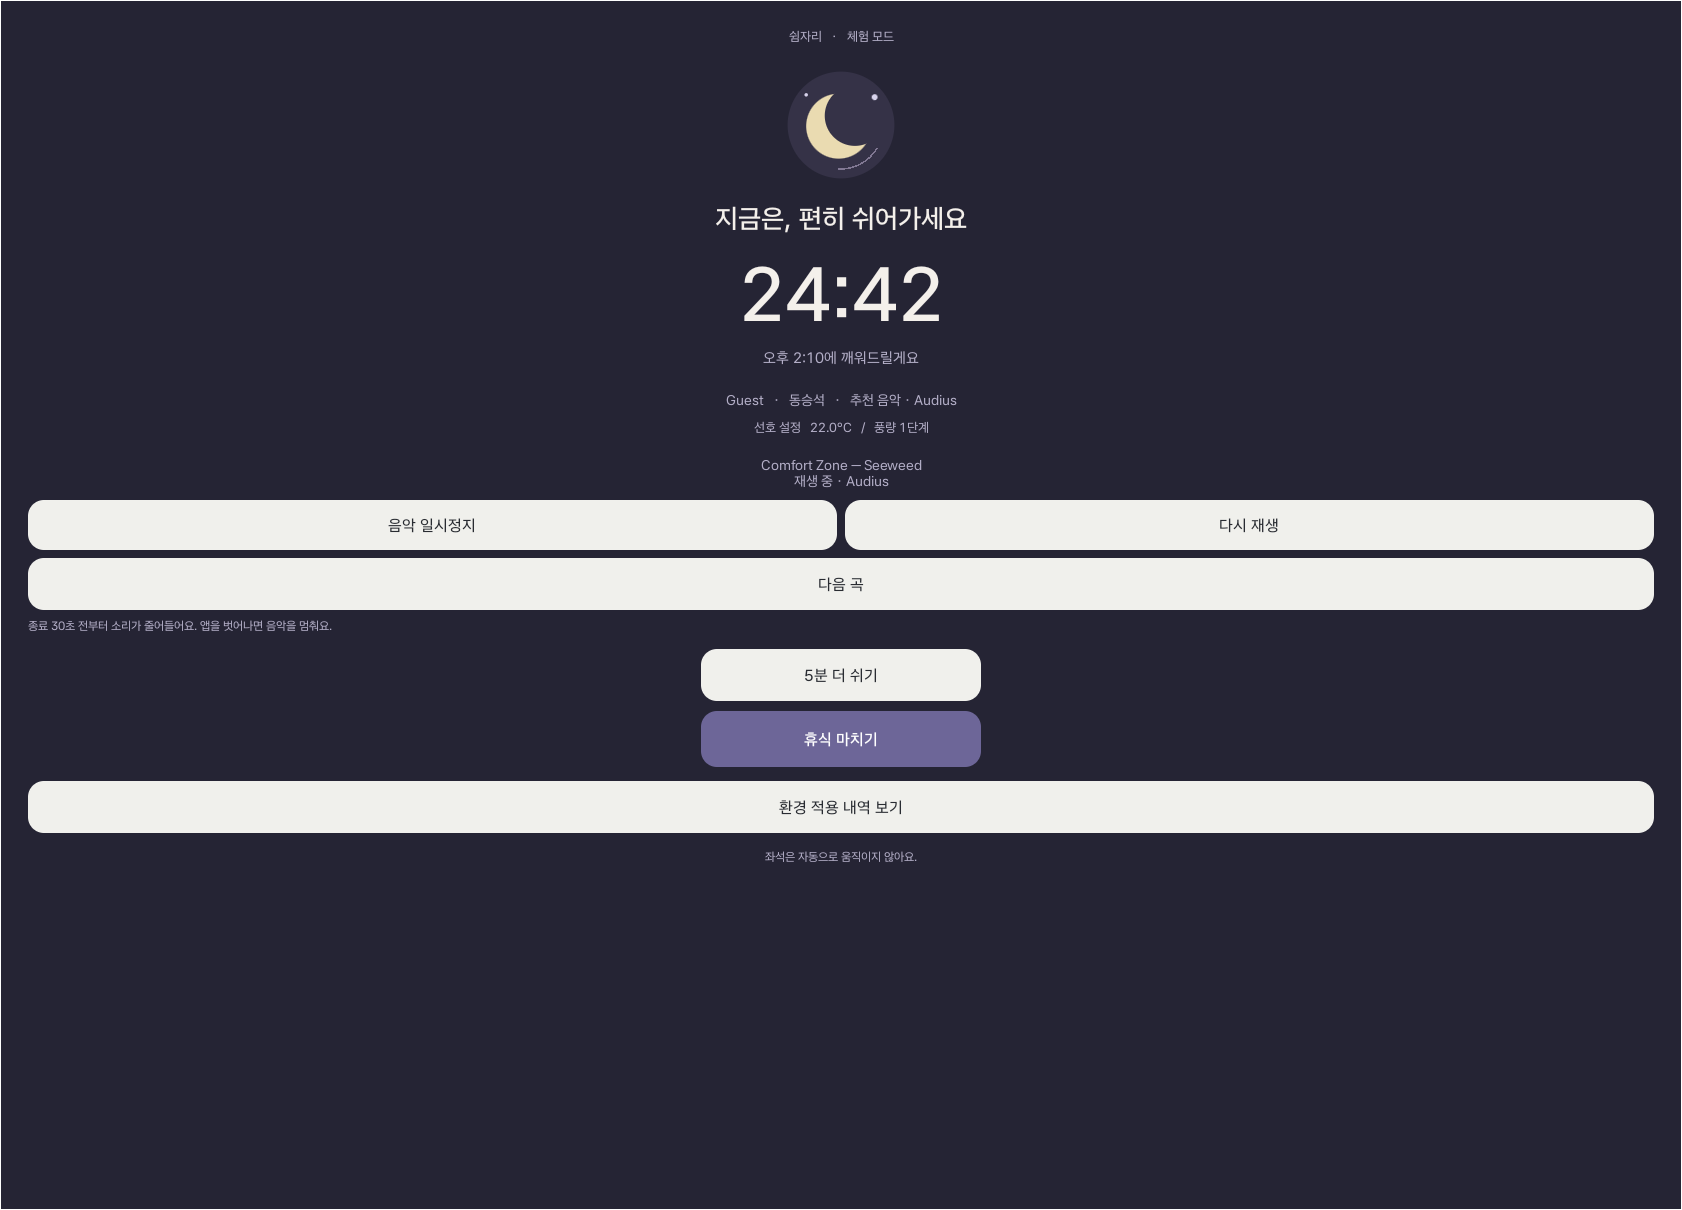 쉼자리 · 체험 모드
지금은, 편히 쉬어가세요
24:42
오후 2:10에 깨워드릴게요
Guest · 동승석 · 추천 음악 · Audius
선호 설정 22.0°C / 풍량 1단계
Comfort Zone — Seeweed
재생 중 · Audius
음악 일시정지 다시 재생
다음 곡
종료 30초 전부터 소리가 줄어들어요. 앱을 벗어나면 음악을 멈춰요.
5분 더 쉬기
휴식 마치기
환경 적용 내역 보기
좌석은 자동으로 움직이지 않아요.